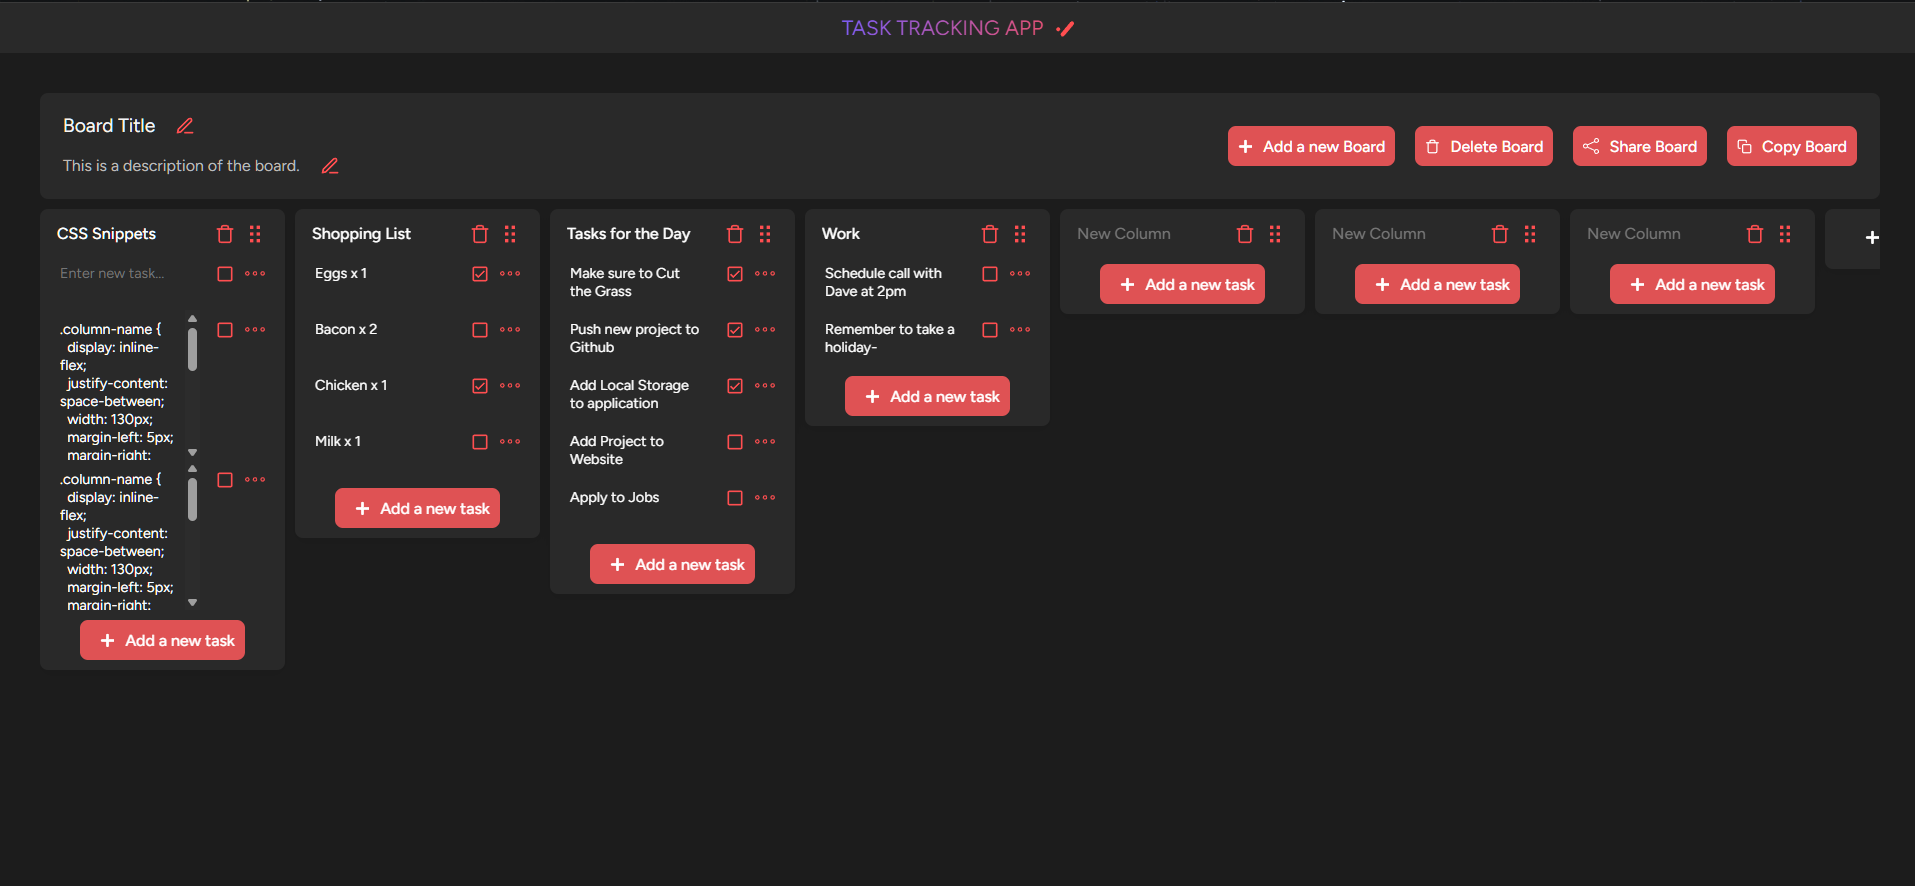 TASK TRACKING APP
Board Title
This is a description of the board.
Add a new Board
Delete Board
Share Board
Copy Board
CSS Snippets
Enter new task...
.column-name {
display: inline-
flex;
justify-content:
space-between;
width: 130px;
margin-left: 5px;
margin-right:
.column-name {
display: inline-
flex;
justify-content:
space-between;
width: 130px;
margin-left: 5px;
margin-right:
Add a new task
Shopping List
Eggs x 1
Bacon x 2
Chicken x 1
Milk x 1
Add a new task
Tasks for the Day
Make sure to Cut
the Grass
Push new project to
Github
Add Local Storage
to application
Add Project to
Website
Apply to Jobs
Add a new task
Work
Schedule call with
Dave at 2pm
Remember to take a
holiday-
Add a new task
New Column
Add a new task
New Column
Add a new task
New Column
Add a new task